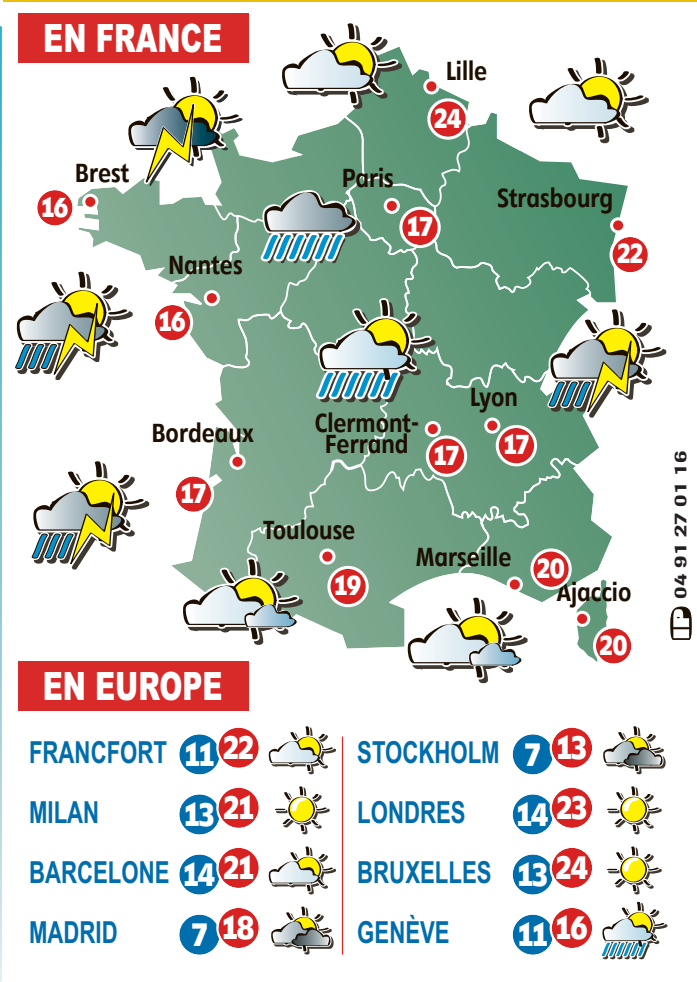 EN FRANCE
Lille
24
Brest
16
Paris
17
Strasbourg
22
Nantes
16
Lyon
17
Clermont-
Ferrand
17
Bordeaux
17
Toulouse
19
Marseille
20
Ajaccio
20
04 91 27 01 16
EN EUROPE
FRANCFORT 11 22
MILAN 13 21
BARCELONE 14 21
MADRID 7 18
STOCKHOLM 7 13
LONDRES 14 23
BRUXELLES 13 24
GENÈVE 11 16